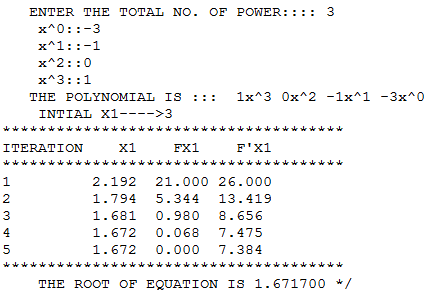 ENTER THE TOTAL NO. OF POWER:::: 3
x^0::-3
x^1::-1
x^2::0
x^3::1
THE POLYNOMIAL IS ::: 1x^3 0x^2 -1x^1 -3x^0
INTIAL X1---->3
**************************************
ITERATION X1 FX1 F'X1
**************************************
1 2.192 21.000 26.000
2 1.794 5.344 13.419
3 1.681 0.980 8.656
4 1.672 0.068 7.475
5 1.672 0.000 7.384
**************************************
THE ROOT OF EQUATION IS 1.671700 */